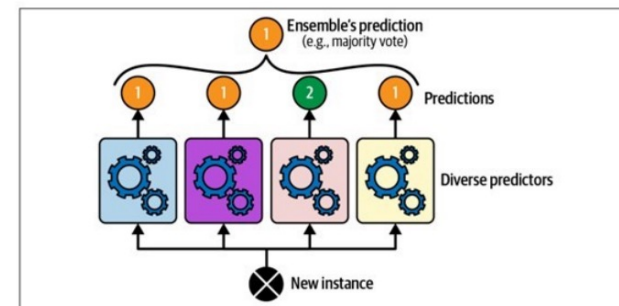 1 Ensemble's prediction
(e.g., majority vote)
1 1 2 1 Predictions
Diverse predictors
New instance